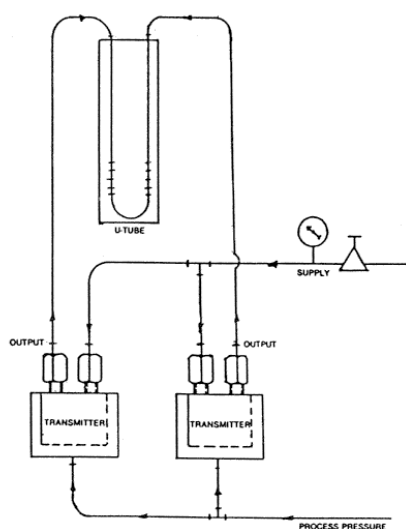 U-TUBE
SUPPLY
OUTPUT
OUTPUT
TRANSMITTER
TRANSMITTER
PROCESS PRESSURE